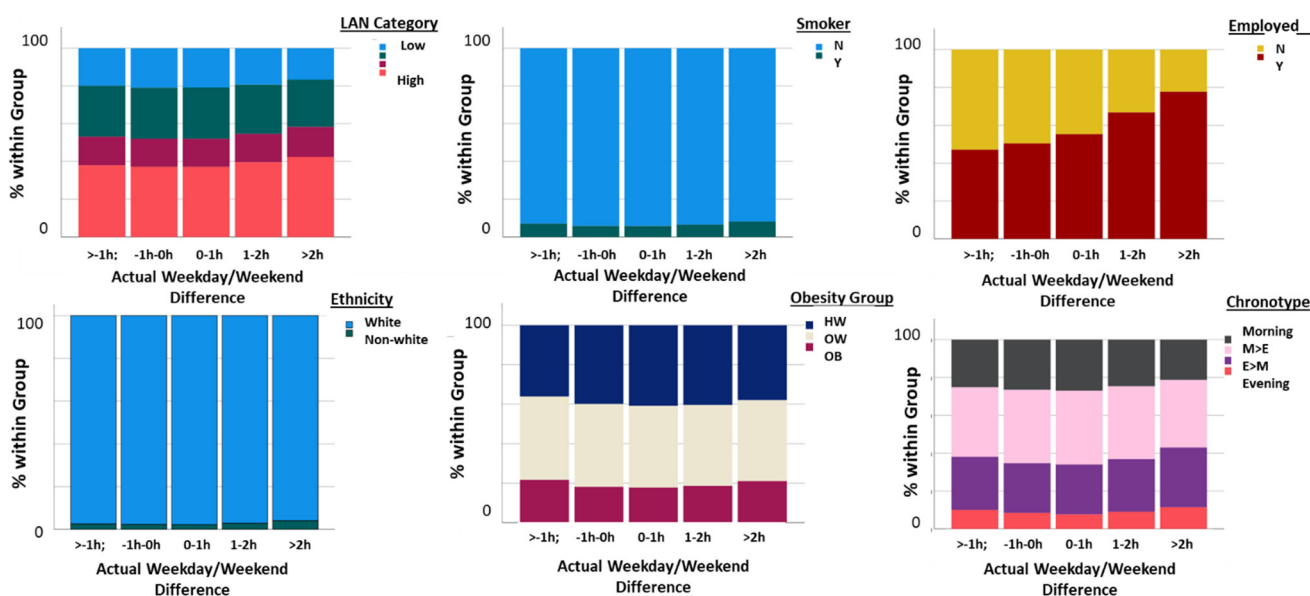 LAN Category
Low
High
100
% within Group
0
>-1h; -1h-0h 0-1h 1-2h >2h
Actual Weekday/Weekend
Difference
Smoker
N
Y
100
% within Group
0
>-1h; -1h-0h 0-1h 1-2h >2h
Actual Weekday/Weekend
Difference
Employed
N
Y
100
% within Group
0
>-1h; -1h-0h 0-1h 1-2h >2h
Actual Weekday/Weekend
Difference
Ethnicity
White
Non-white
100
% within Group
0
>-1h; -1h-0h 0-1h 1-2h >2h
Actual Weekday/Weekend
Difference
Obesity Group
HW
OW
OB
100
% within Group
0
>-1h; -1h-0h 0-1h 1-2h >2h
Actual Weekday/Weekend
Difference
Chronotype
Morning
M>E
E>M
Evening
100
% within Group
0
>-1h; -1h-0h 0-1h 1-2h >2h
Actual Weekday/Weekend
Difference